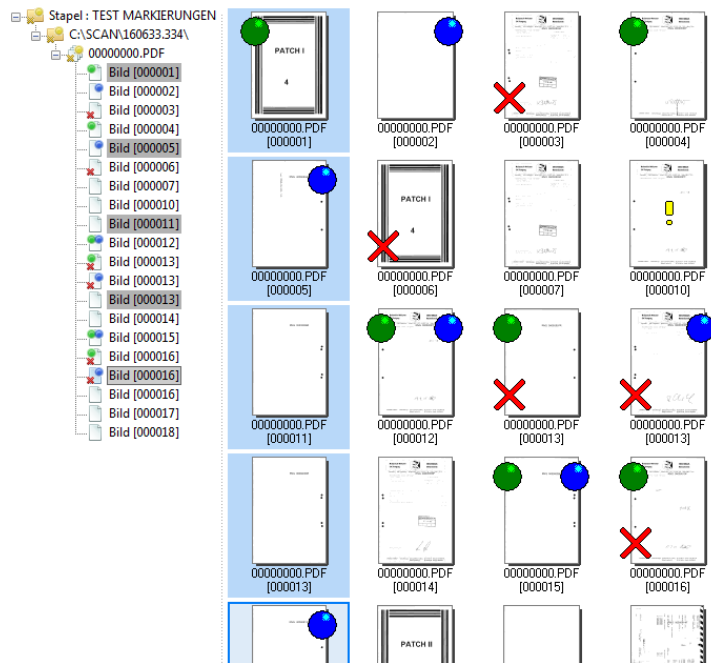 Stapel : TEST MARKIERUNGEN
C:\SCAN\160633.334\
00000000.PDF
Bild [000001]
Bild [000002]
Bild [000003]
Bild [000004]
Bild [000005]
Bild [000006]
Bild [000007]
Bild [000010]
Bild [000011]
Bild [000012]
Bild [000013]
Bild [000013]
Bild [000013]
Bild [000014]
Bild [000015]
Bild [000016]
Bild [000016]
Bild [000016]
Bild [000017]
Bild [000018]
PATCH I
4
00000000.PDF
[000001]
00000000.PDF
[000002]
00000000.PDF
[000003]
00000000.PDF
[000004]
00000000.PDF
[000005]
PATCH I
4
00000000.PDF
[000006]
00000000.PDF
[000007]
00000000.PDF
[000010]
00000000.PDF
[000011]
00000000.PDF
[000012]
00000000.PDF
[000013]
00000000.PDF
[000013]
00000000.PDF
[000013]
00000000.PDF
[000014]
00000000.PDF
[000015]
00000000.PDF
[000016]
PATCH II